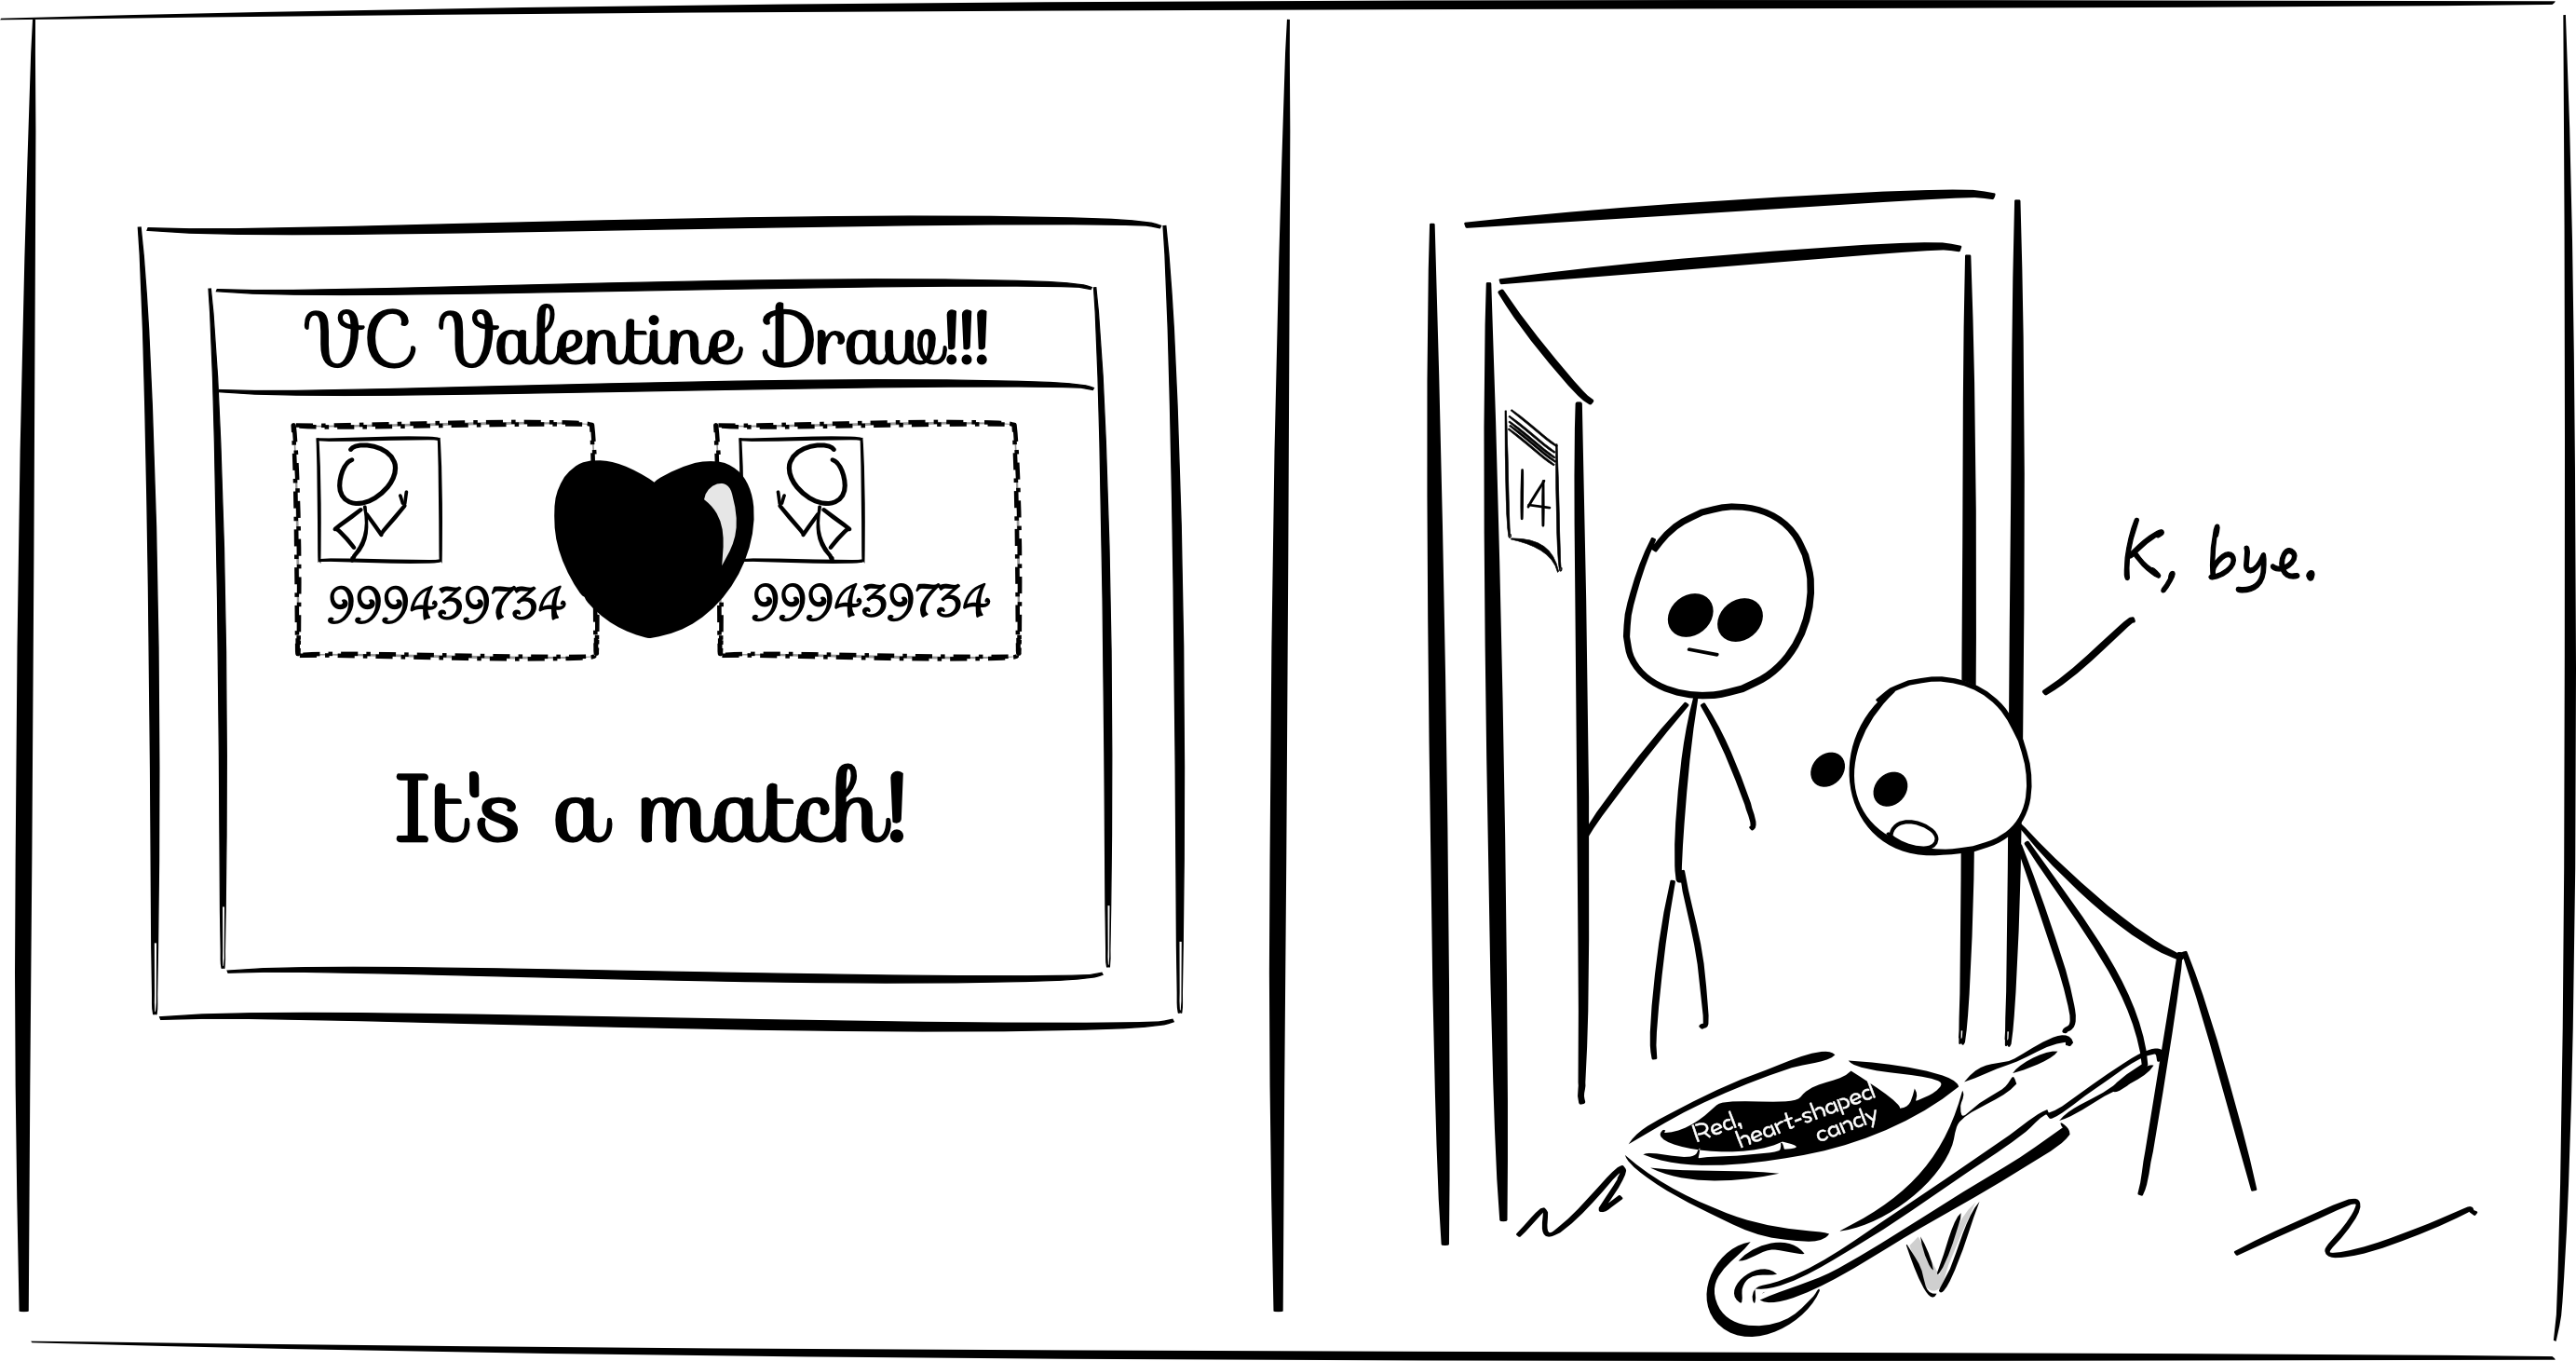 VC Valentine Draw!!!
999439734
999439734
It's a match!
14
K, bye.
Red,
heart-shaped
candy